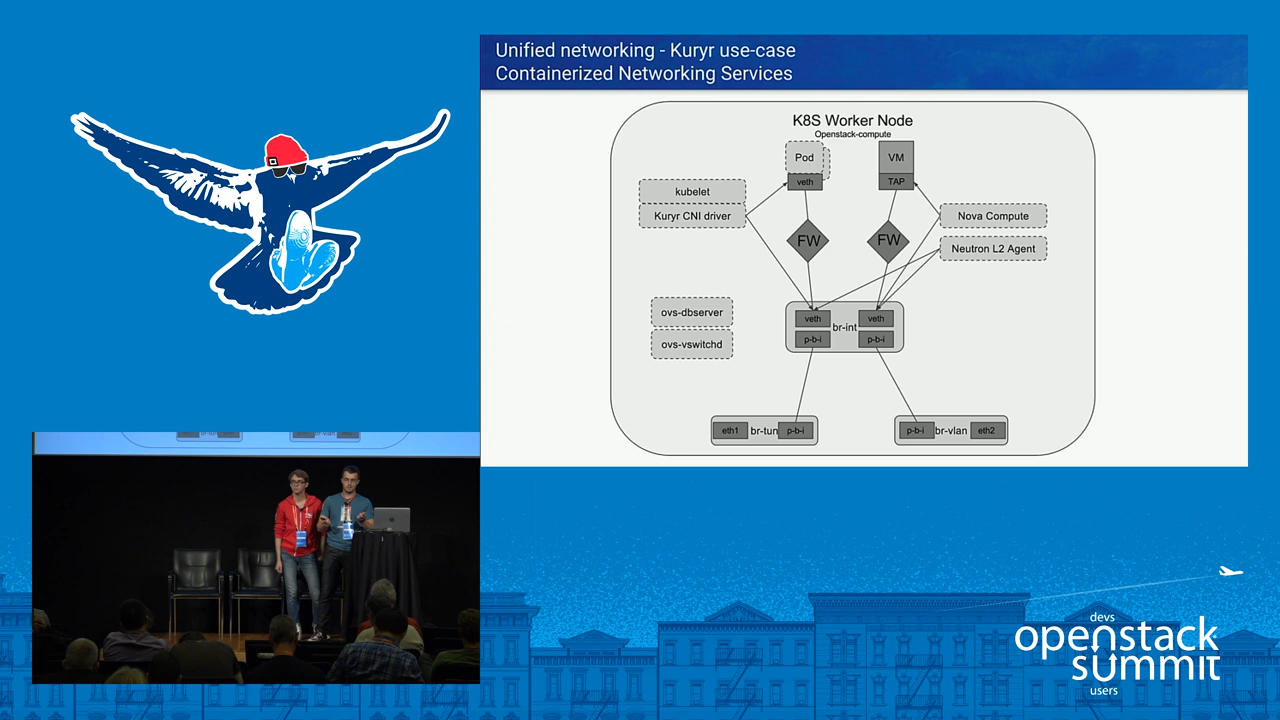 Unified networking - Kuryr use-case
Containerized Networking Services
K8S Worker Node
Openstack-compute
Pod
veth
VM
TAP
kubelet
Kuryr CNI driver
Nova Compute
Neutron L2 Agent
FW
FW
ovs-dbserver
ovs-vswitchd
veth
br-int
veth
p-b-i
p-b-i
eth1
br-tun
p-b-i
p-b-i
br-vlan
eth2
devs
openstack
summit
users